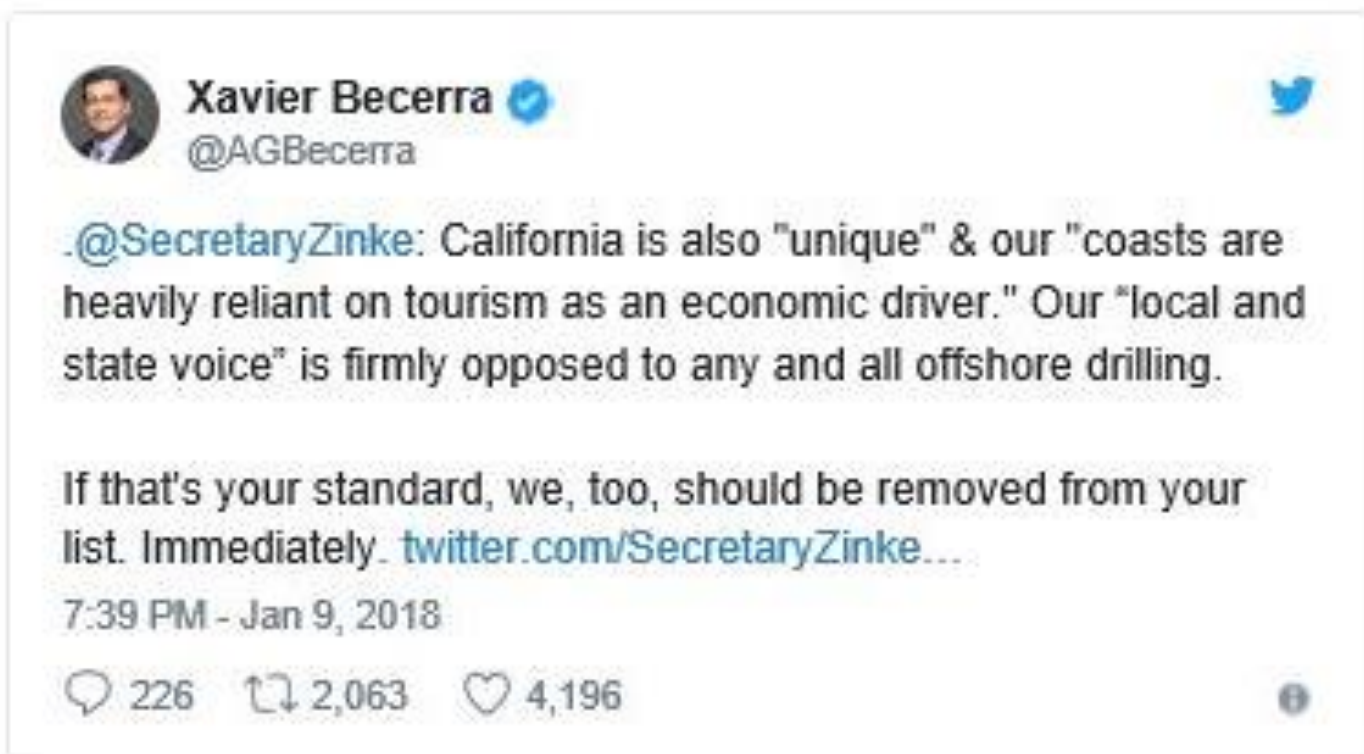 Xavier Becerra
@AGBecerra
.@SecretaryZinke: California is also "unique" & our "coasts are
heavily reliant on tourism as an economic driver." Our “local and
state voice” is firmly opposed to any and all offshore drilling.
If that's your standard, we, too, should be removed from your
list. Immediately. twitter.com/SecretaryZinke…
7:39 PM - Jan 9, 2018
226 2,063 4,196